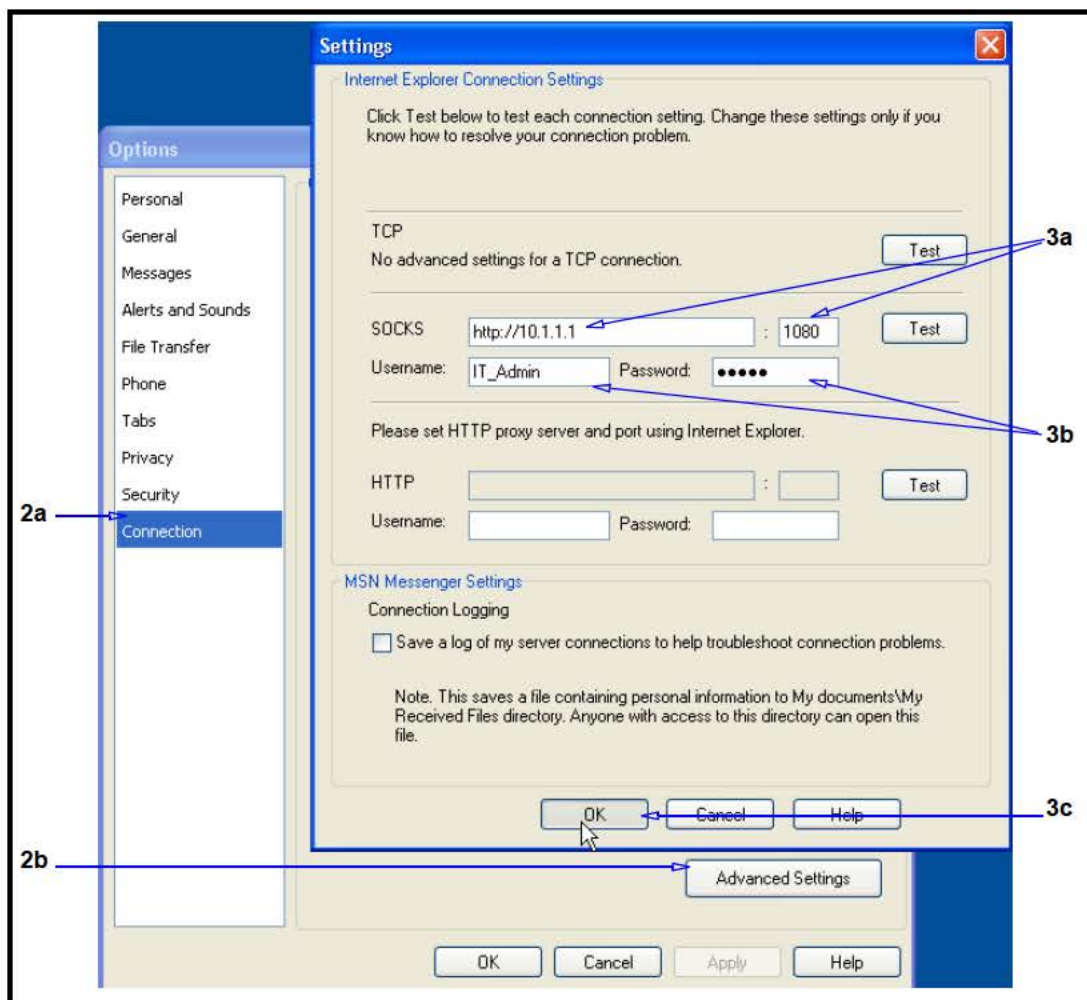 Settings
Internet Explorer Connection Settings
Click Test below to test each connection setting. Change these settings only if you
know how to resolve your connection problem.
Options
Personal
General
Messages
Alerts and Sounds
File Transfer
Phone
Tabs
Privacy
Security
Connection
TCP
No advanced settings for a TCP connection.
Test
3a
SOCKS
http://10.1.1.1
:
1080
Test
Username:
IT_Admin
Password:
•••••
3b
Please set HTTP proxy server and port using Internet Explorer.
HTTP
:
Test
Username:
Password:
2a
MSN Messenger Settings
Connection Logging
Save a log of my server connections to help troubleshoot connection problems.
Note. This saves a file containing personal information to My documents\My
Received Files directory. Anyone with access to this directory can open this
file.
OK
Cancel
Help
3c
2b
Advanced Settings
OK
Cancel
Apply
Help